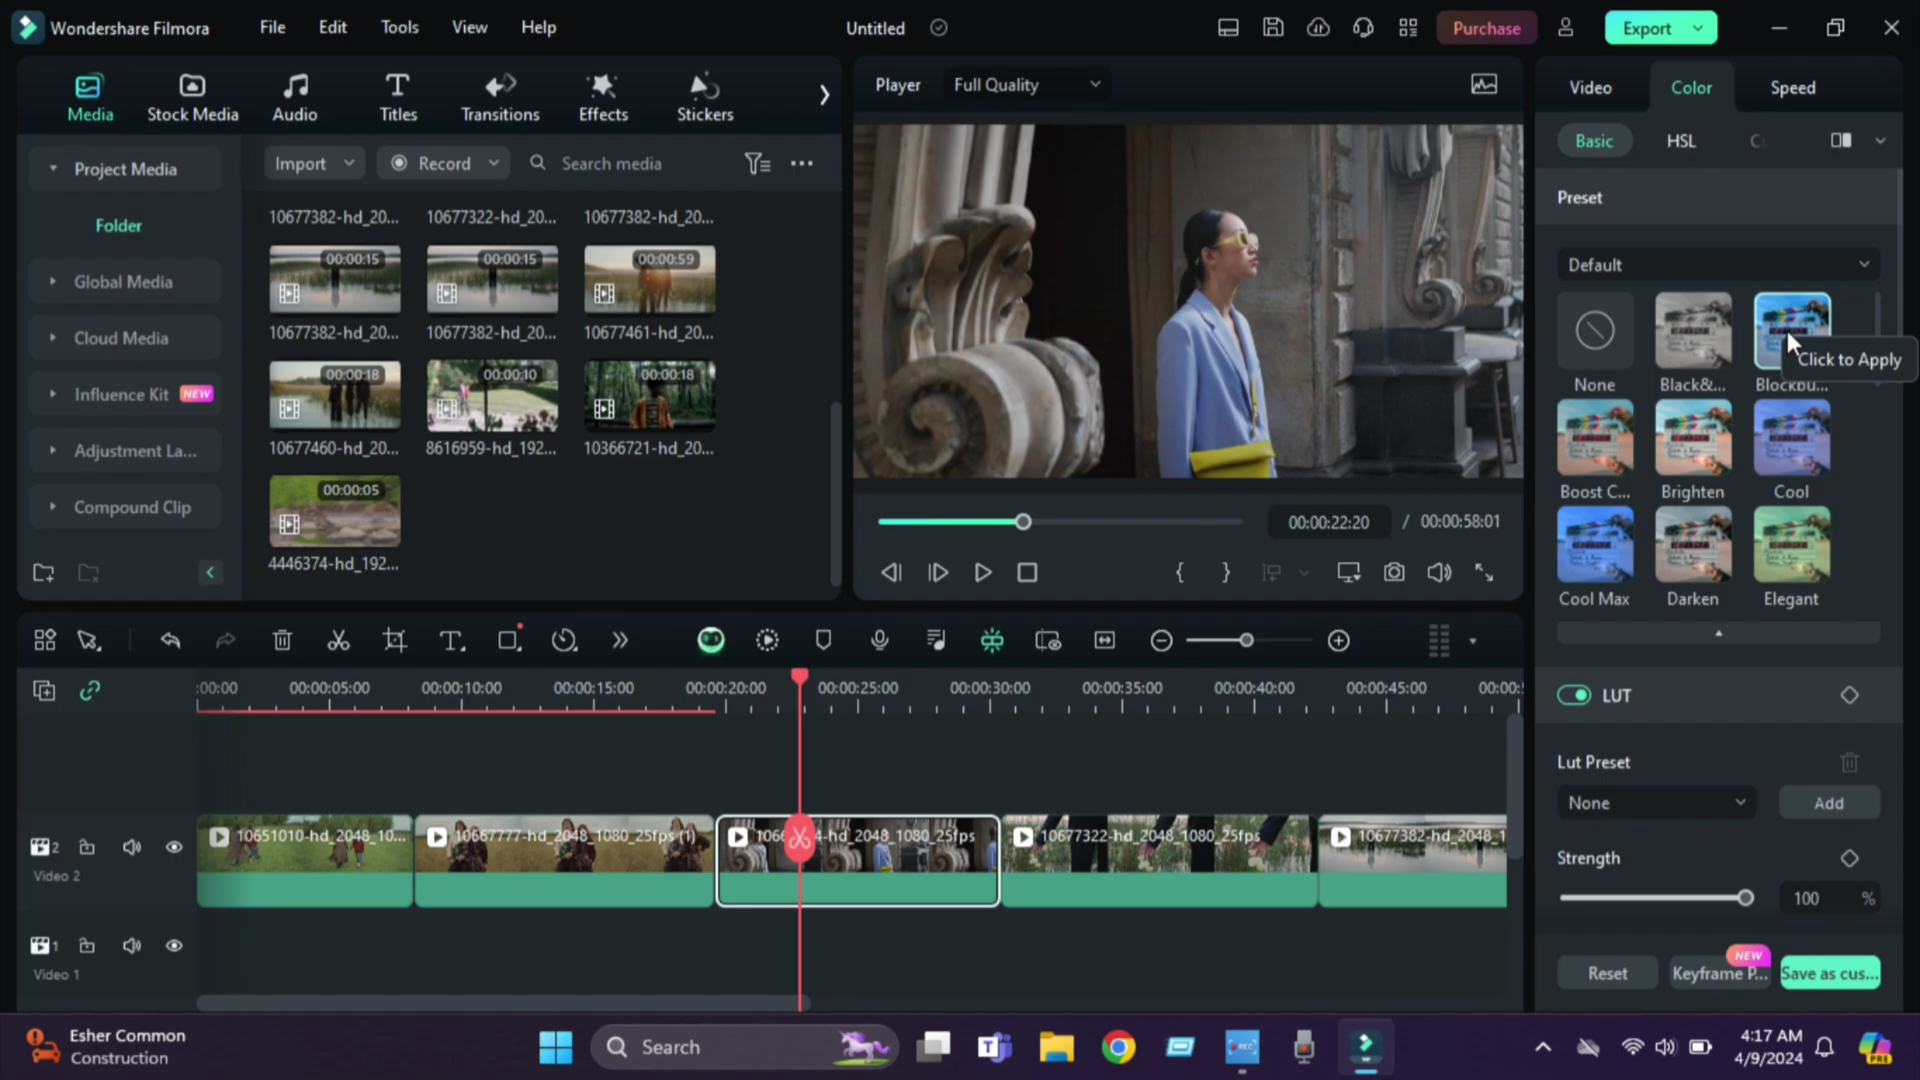 Wondershare Filmora
File
Edit
Tools
View
Help
Untitled
Purchase
Export
Media
Stock Media
Audio
Titles
Transitions
Effects
Stickers
Player
Full Quality
Video
Color
Speed
Project Media
Folder
Global Media
Cloud Media
Influence Kit NEW
Adjustment La...
Compound Clip
Import
Record
Search media
10677382-hd_20...
10677322-hd_20...
10677382-hd_20...
00:00:15
00:00:15
00:00:59
10677382-hd_20...
10677382-hd_20...
10677461-hd_20...
00:00:18
00:00:10
00:00:18
10677460-hd_20...
8616959-hd_192...
10366721-hd_20...
00:00:05
4446374-hd_192...
00:00:22:20 / 00:00:58:01
Basic
HSL
Preset
Default
Click to Apply
None
Black&...
Blockbu...
Boost C...
Brighten
Cool
Cool Max
Darken
Elegant
LUT
Lut Preset
None
Add
Strength
100 %
Reset
NEW
Keyframe P...
Save as cus...
:00:00
00:00:05:00
00:00:10:00
00:00:15:00
00:00:20:00
00:00:25:00
00:00:30:00
00:00:35:00
00:00:40:00
00:00:45:00
2
Video 2
10651010-hd_2048_10...
10667777-hd_2048_1080_25fps (1)
4-hd_2048_1080_25fps
10677322-hd_2048_1080_25fps
10677382-hd_2048_1
1
Video 1
Esher Common
Construction
Search
REC
4:17 AM
4/9/2024
PRE